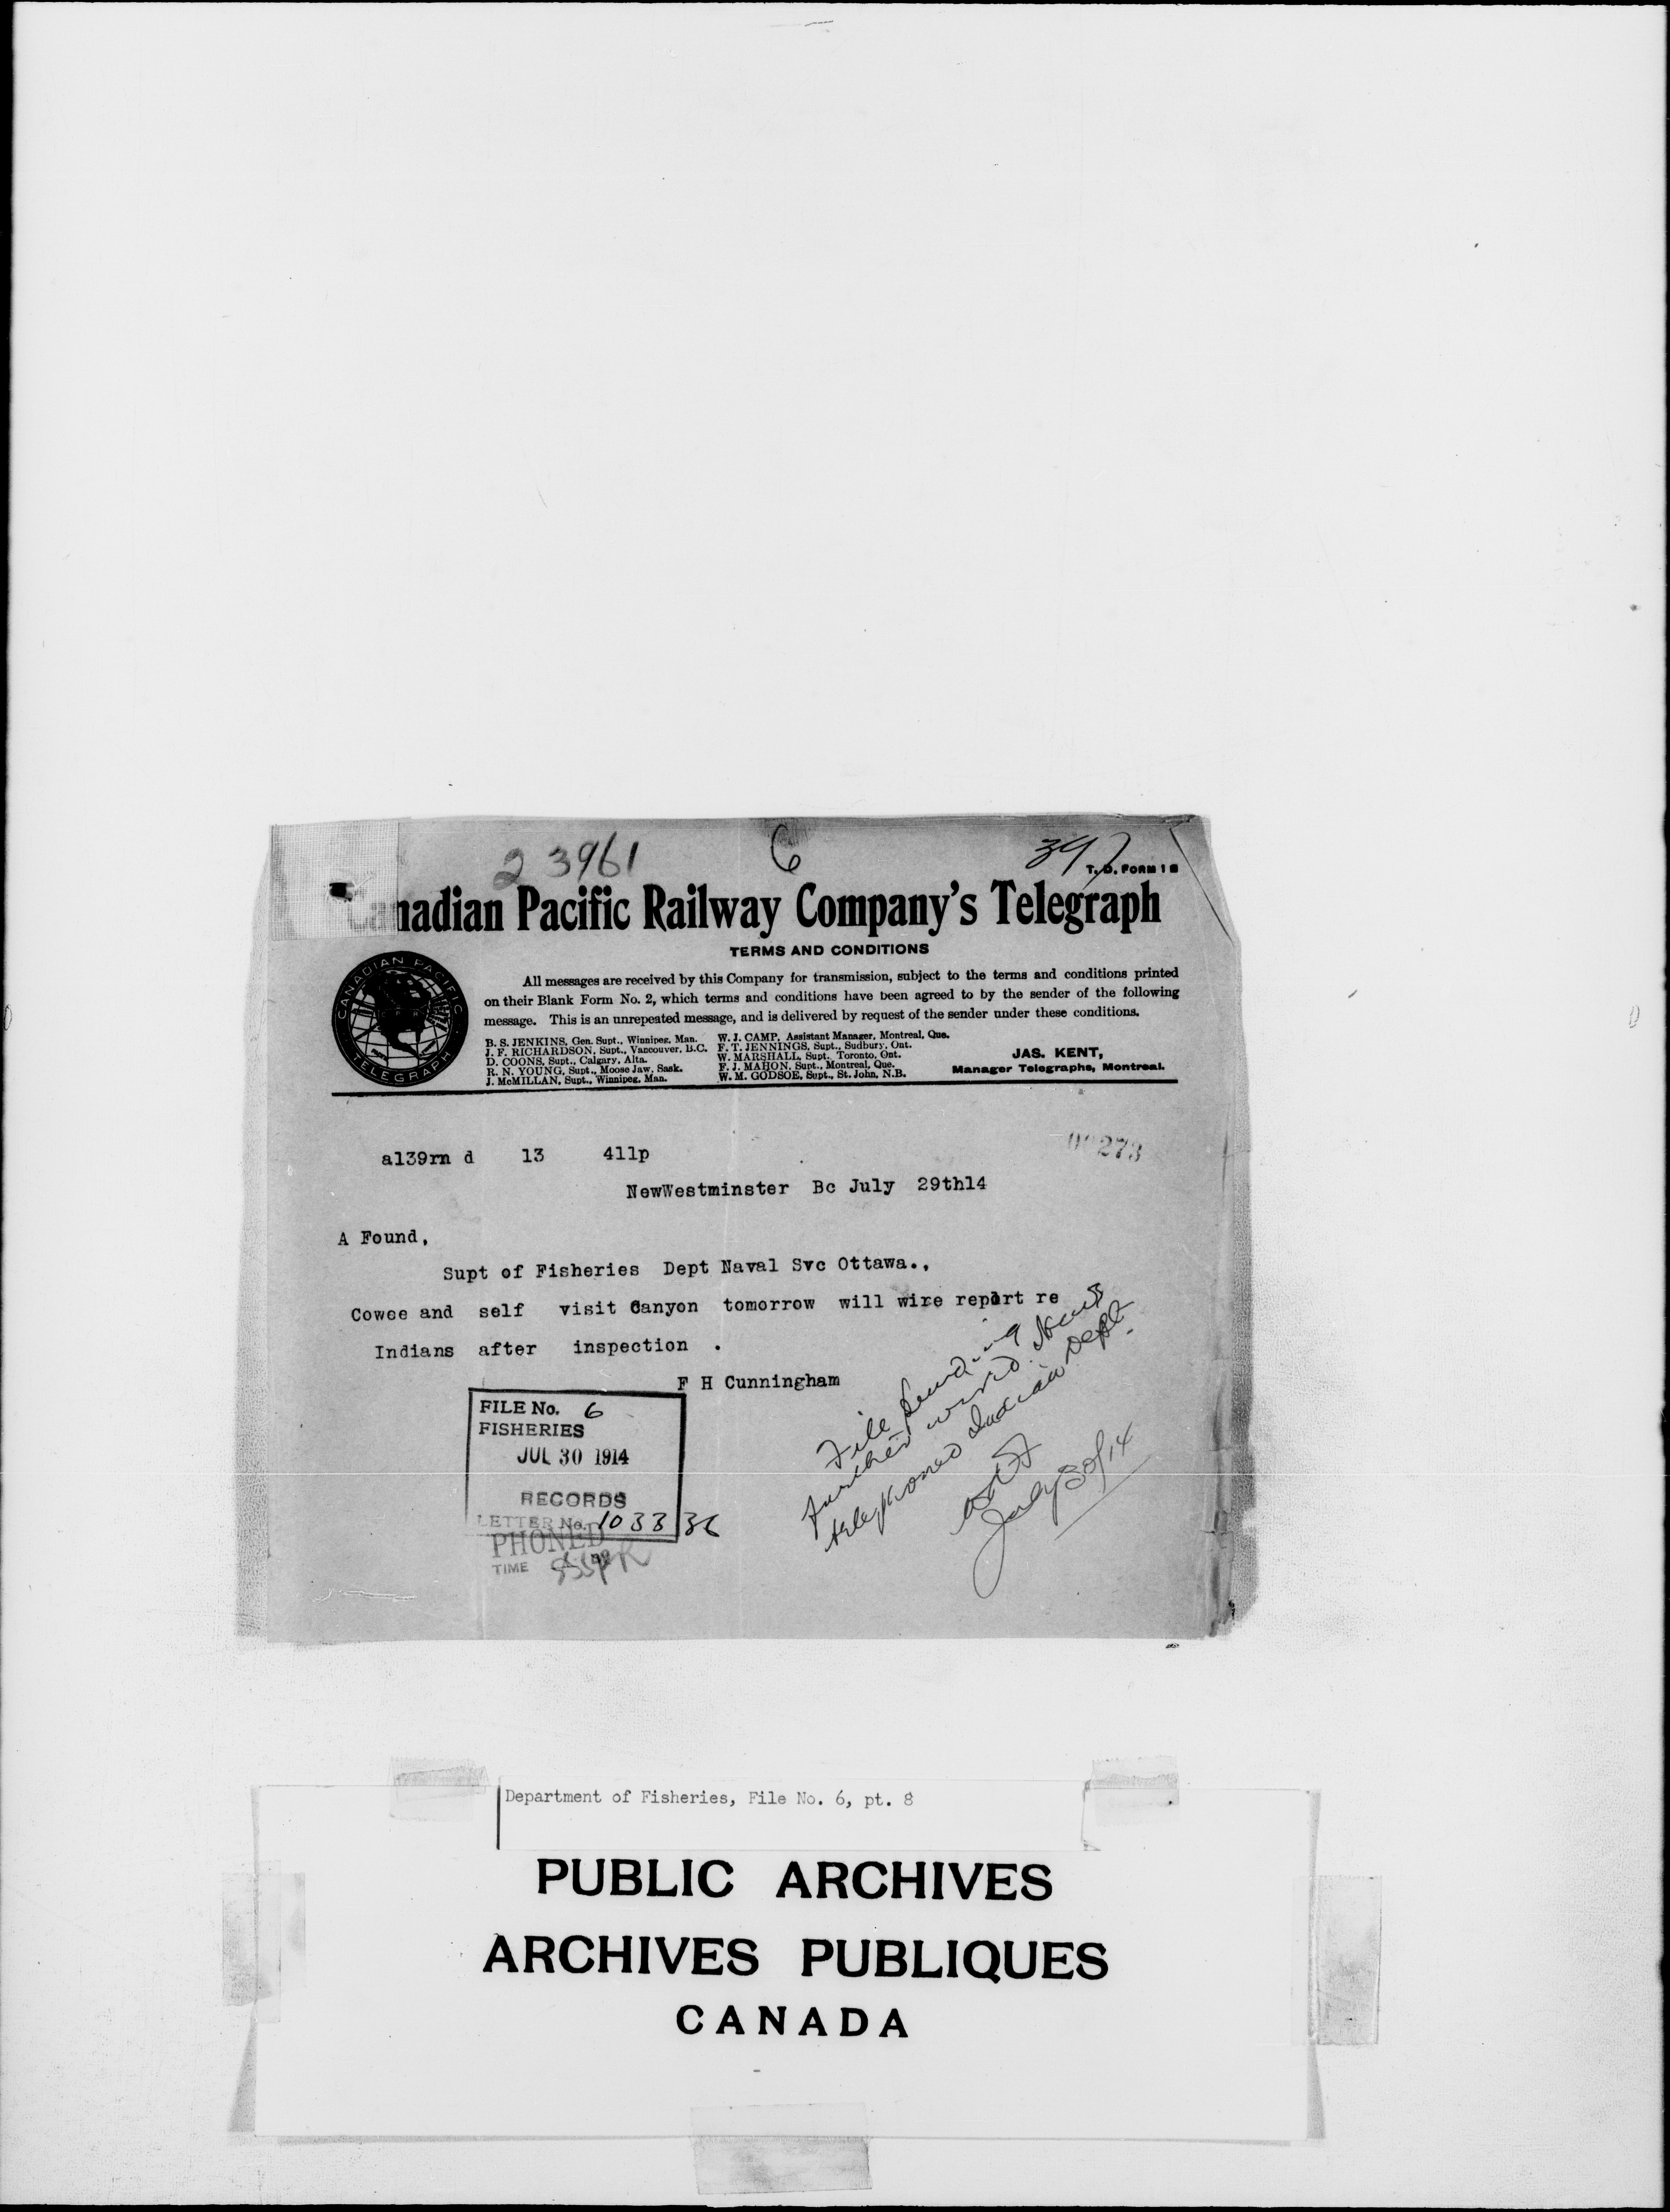 2 3961 6 397
T. D. FORM 1 B
Canadian Pacific Railway Company's Telegraph
TERMS AND CONDITIONS
CANADIAN PACIFIC
TELEGRAPH
All messages are received by this Company for transmission, subject to the terms and conditions printed
on their Blank Form No. 2, which terms and conditions have been agreed to by the sender of the following
message. This is an unrepeated message, and is delivered by request of the sender under these conditions.
B. S. JENKINS, Gen. Supt., Winnipeg, Man.
J. F. RICHARDSON, Supt., Vancouver, B.C.
D. COONS, Supt., Calgary, Alta.
R. N. YOUNG, Supt., Moose Jaw, Sask.
J. McMILLAN, Supt., Winnipeg, Man.
W. J. CAMP, Assistant Manager, Montreal, Que.
F. T. JENNINGS, Supt., Sudbury, Ont.
W. MARSHALL, Supt. Toronto, Ont.
F. J. MAHON, Supt., Montreal, Que.
W. M. GODSOE, Supt., St. John, N.B.
JAS. KENT,
Manager Telegraphs, Montreal.
00273
a139rn d 13 411p
NewWestminster Bc July 29th14
A Found,
Supt of Fisheries Dept Naval Svc Ottawa.,
Cowee and self visit Canyon tomorrow will wire report re
Indians after inspection .
F H Cunningham
File Pending
further word. News
telephoned Indian Dept.
July 30/14
FILE No. 6
FISHERIES
JUL 30 1914
RECORDS
LETTER No. 103336
PHONED
TIME
Department of Fisheries, File No. 6, pt. 8
PUBLIC ARCHIVES
ARCHIVES PUBLIQUES
CANADA